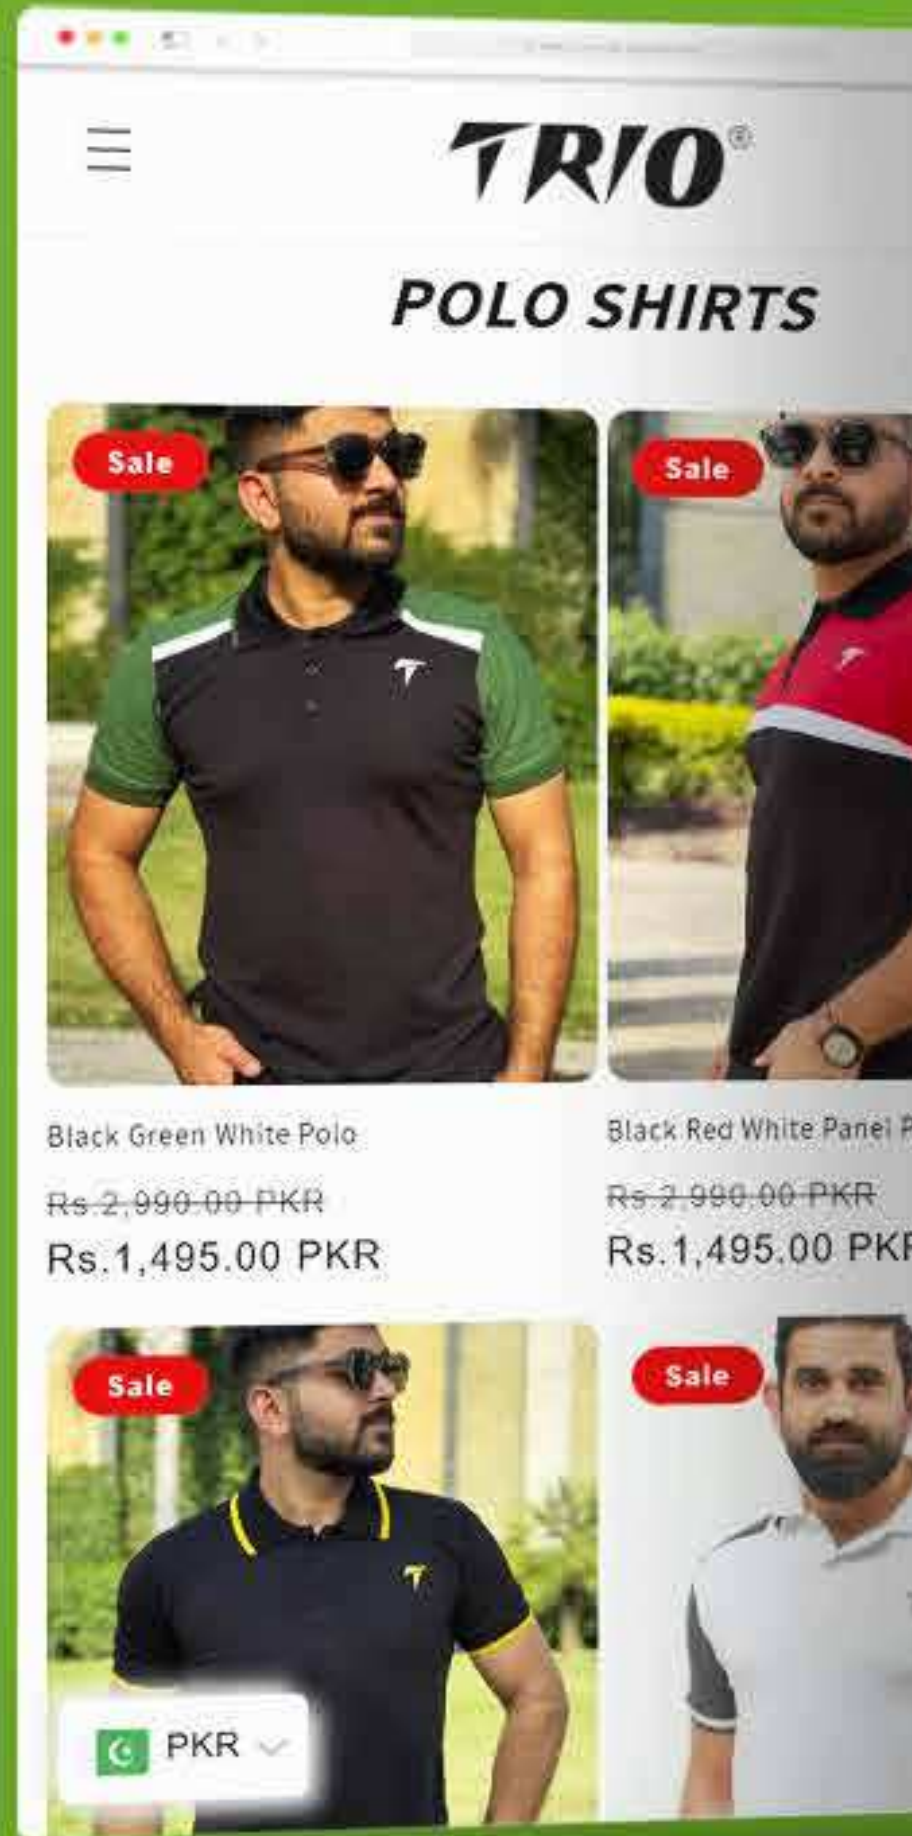 TRIO®
POLO SHIRTS
Sale
Sale
Black Green White Polo
Rs.2,990.00 PKR
Rs.1,495.00 PKR
Black Red White Panel P
Rs.2,990.00 PKR
Rs.1,495.00 PKR
Sale
Sale
PKR